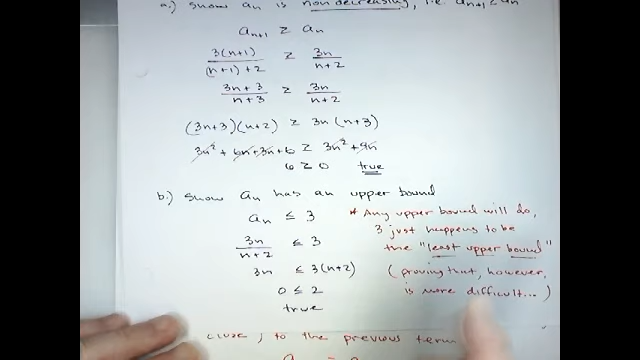 a.) Show an is nondecreasing, i.e. an+1 ≥ an
an+1 ≥ an
3(n+1) / (n+1)+2 ≥ 3n / n+2
3n+3 / n+3 ≥ 3n / n+2
(3n+3)(n+2) ≥ 3n(n+3)
3n² + 6n + 3n + 6 ≥ 3n² + 9n
6 ≥ 0 true
b.) Show an has an upper bound
an ≤ 3
3n / n+2 ≤ 3
3n ≤ 3(n+2)
0 ≤ 2
true
* Any upper bound will do,
3 just happens to be
the "least upper bound"
(proving that, however,
is more difficult...)
to the previous term